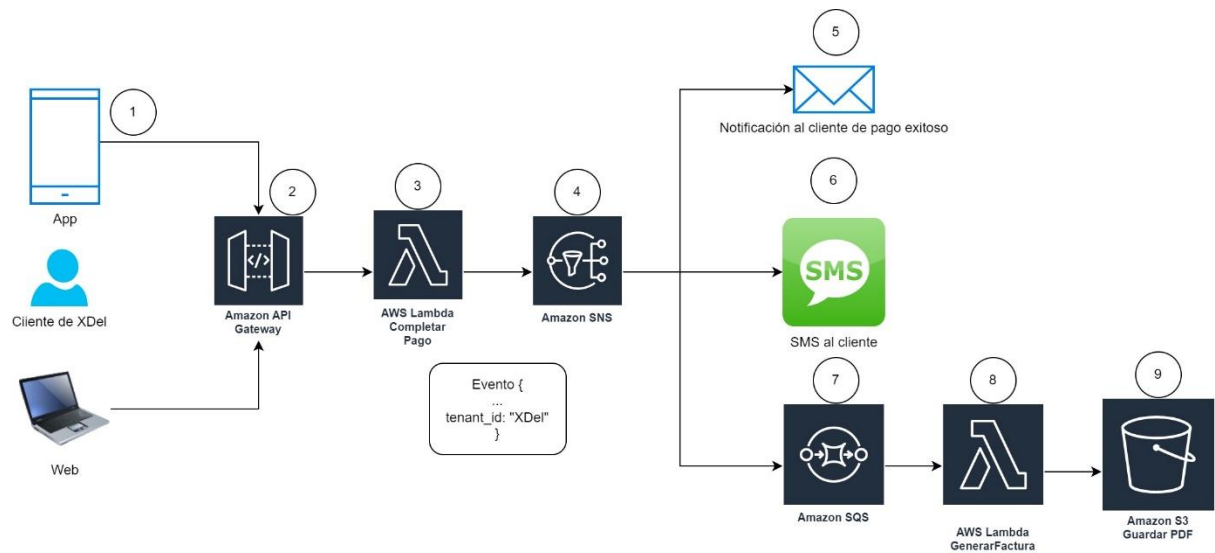 1
App
Cliente de XDel
Web
2
Amazon API
Gateway
3
AWS Lambda
Completar
Pago
Evento {
...
tenant_id: "XDel"
}
4
Amazon SNS
5
Notificación al cliente de pago exitoso
6
SMS
SMS al cliente
7
Amazon SQS
8
AWS Lambda
GenerarFactura
9
Amazon S3
Guardar PDF